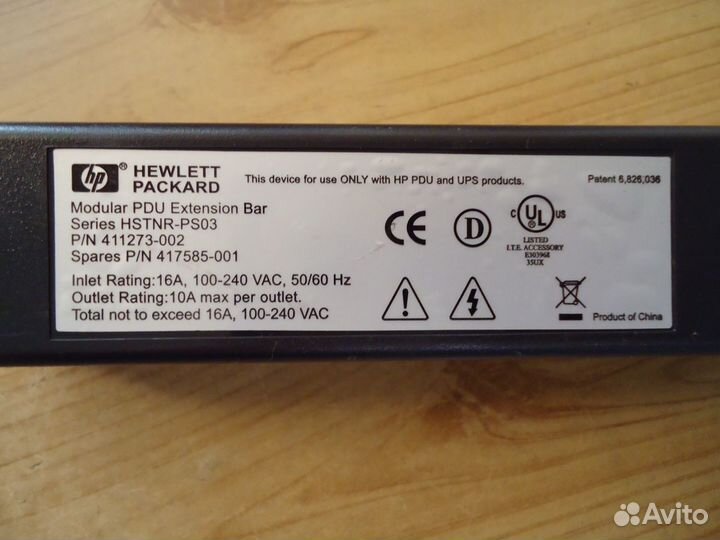 hp® HEWLETT PACKARD
This device for use ONLY with HP PDU and UPS products.
Patent 6,826,036
Modular PDU Extension Bar
Series HSTNR-PS03
P/N 411273-002
Spares P/N 417585-001
Inlet Rating:16A, 100-240 VAC, 50/60 Hz
Outlet Rating:10A max per outlet.
Total not to exceed 16A, 100-240 VAC
CE
D
C UL® US
LISTED
I.T.E. ACCESSORY
E303968
35UX
Product of China
Avito